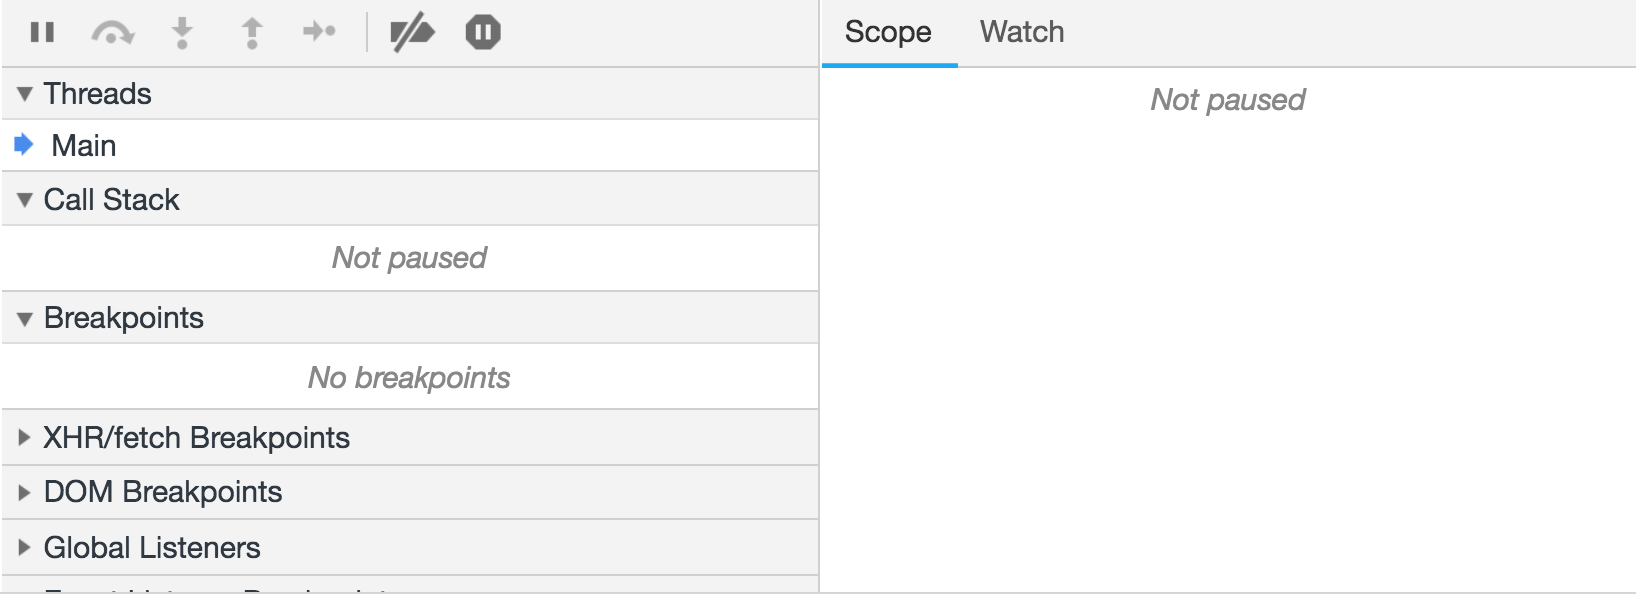 Scope Watch
Threads
Not paused
Main
Call Stack
Not paused
Breakpoints
No breakpoints
XHR/fetch Breakpoints
DOM Breakpoints
Global Listeners